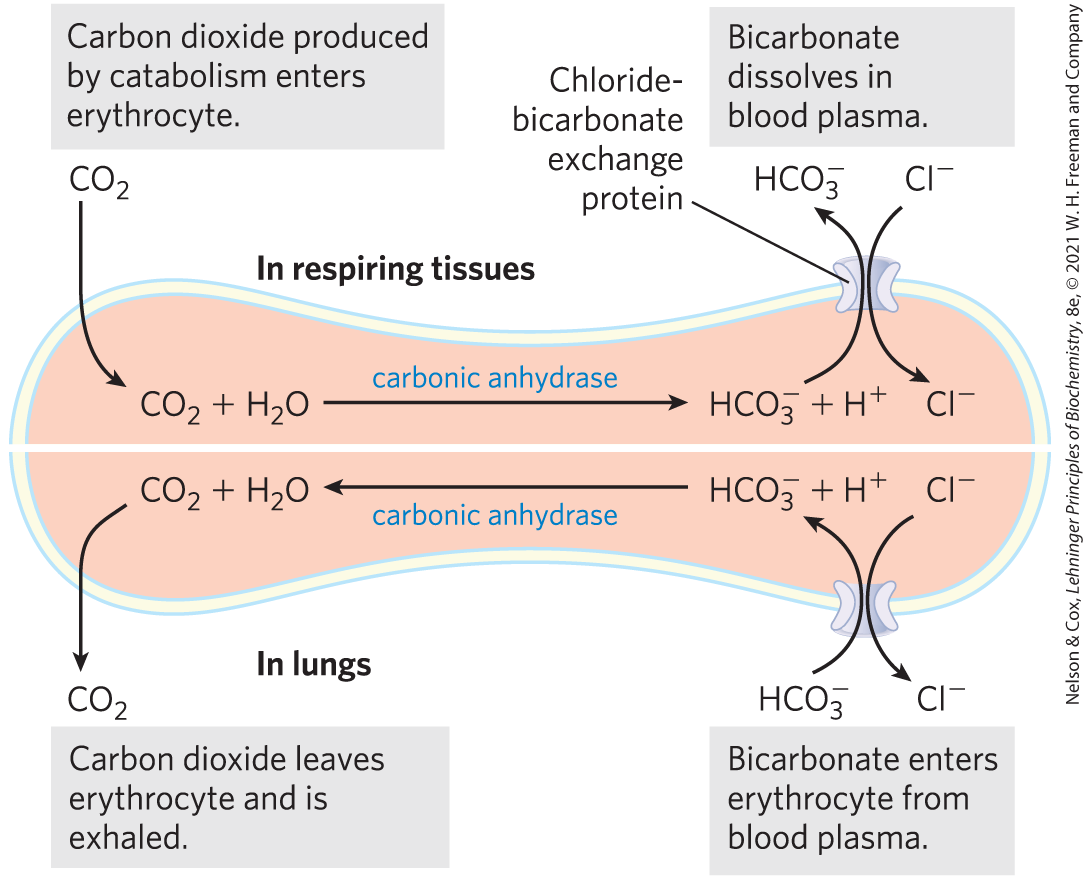 Carbon dioxide produced
by catabolism enters
erythrocyte.
Bicarbonate
dissolves in
blood plasma.
Chloride-
bicarbonate
exchange
protein
CO₂
HCO₃⁻
Cl⁻
In respiring tissues
carbonic anhydrase
CO₂ + H₂O
HCO₃⁻ + H⁺
Cl⁻
CO₂ + H₂O
HCO₃⁻ + H⁺
Cl⁻
carbonic anhydrase
In lungs
CO₂
HCO₃⁻
Cl⁻
Carbon dioxide leaves
erythrocyte and is
exhaled.
Bicarbonate enters
erythrocyte from
blood plasma.
Nelson & Cox, Lehninger Principles of Biochemistry, 8e, © 2021 W. H. Freeman and Company